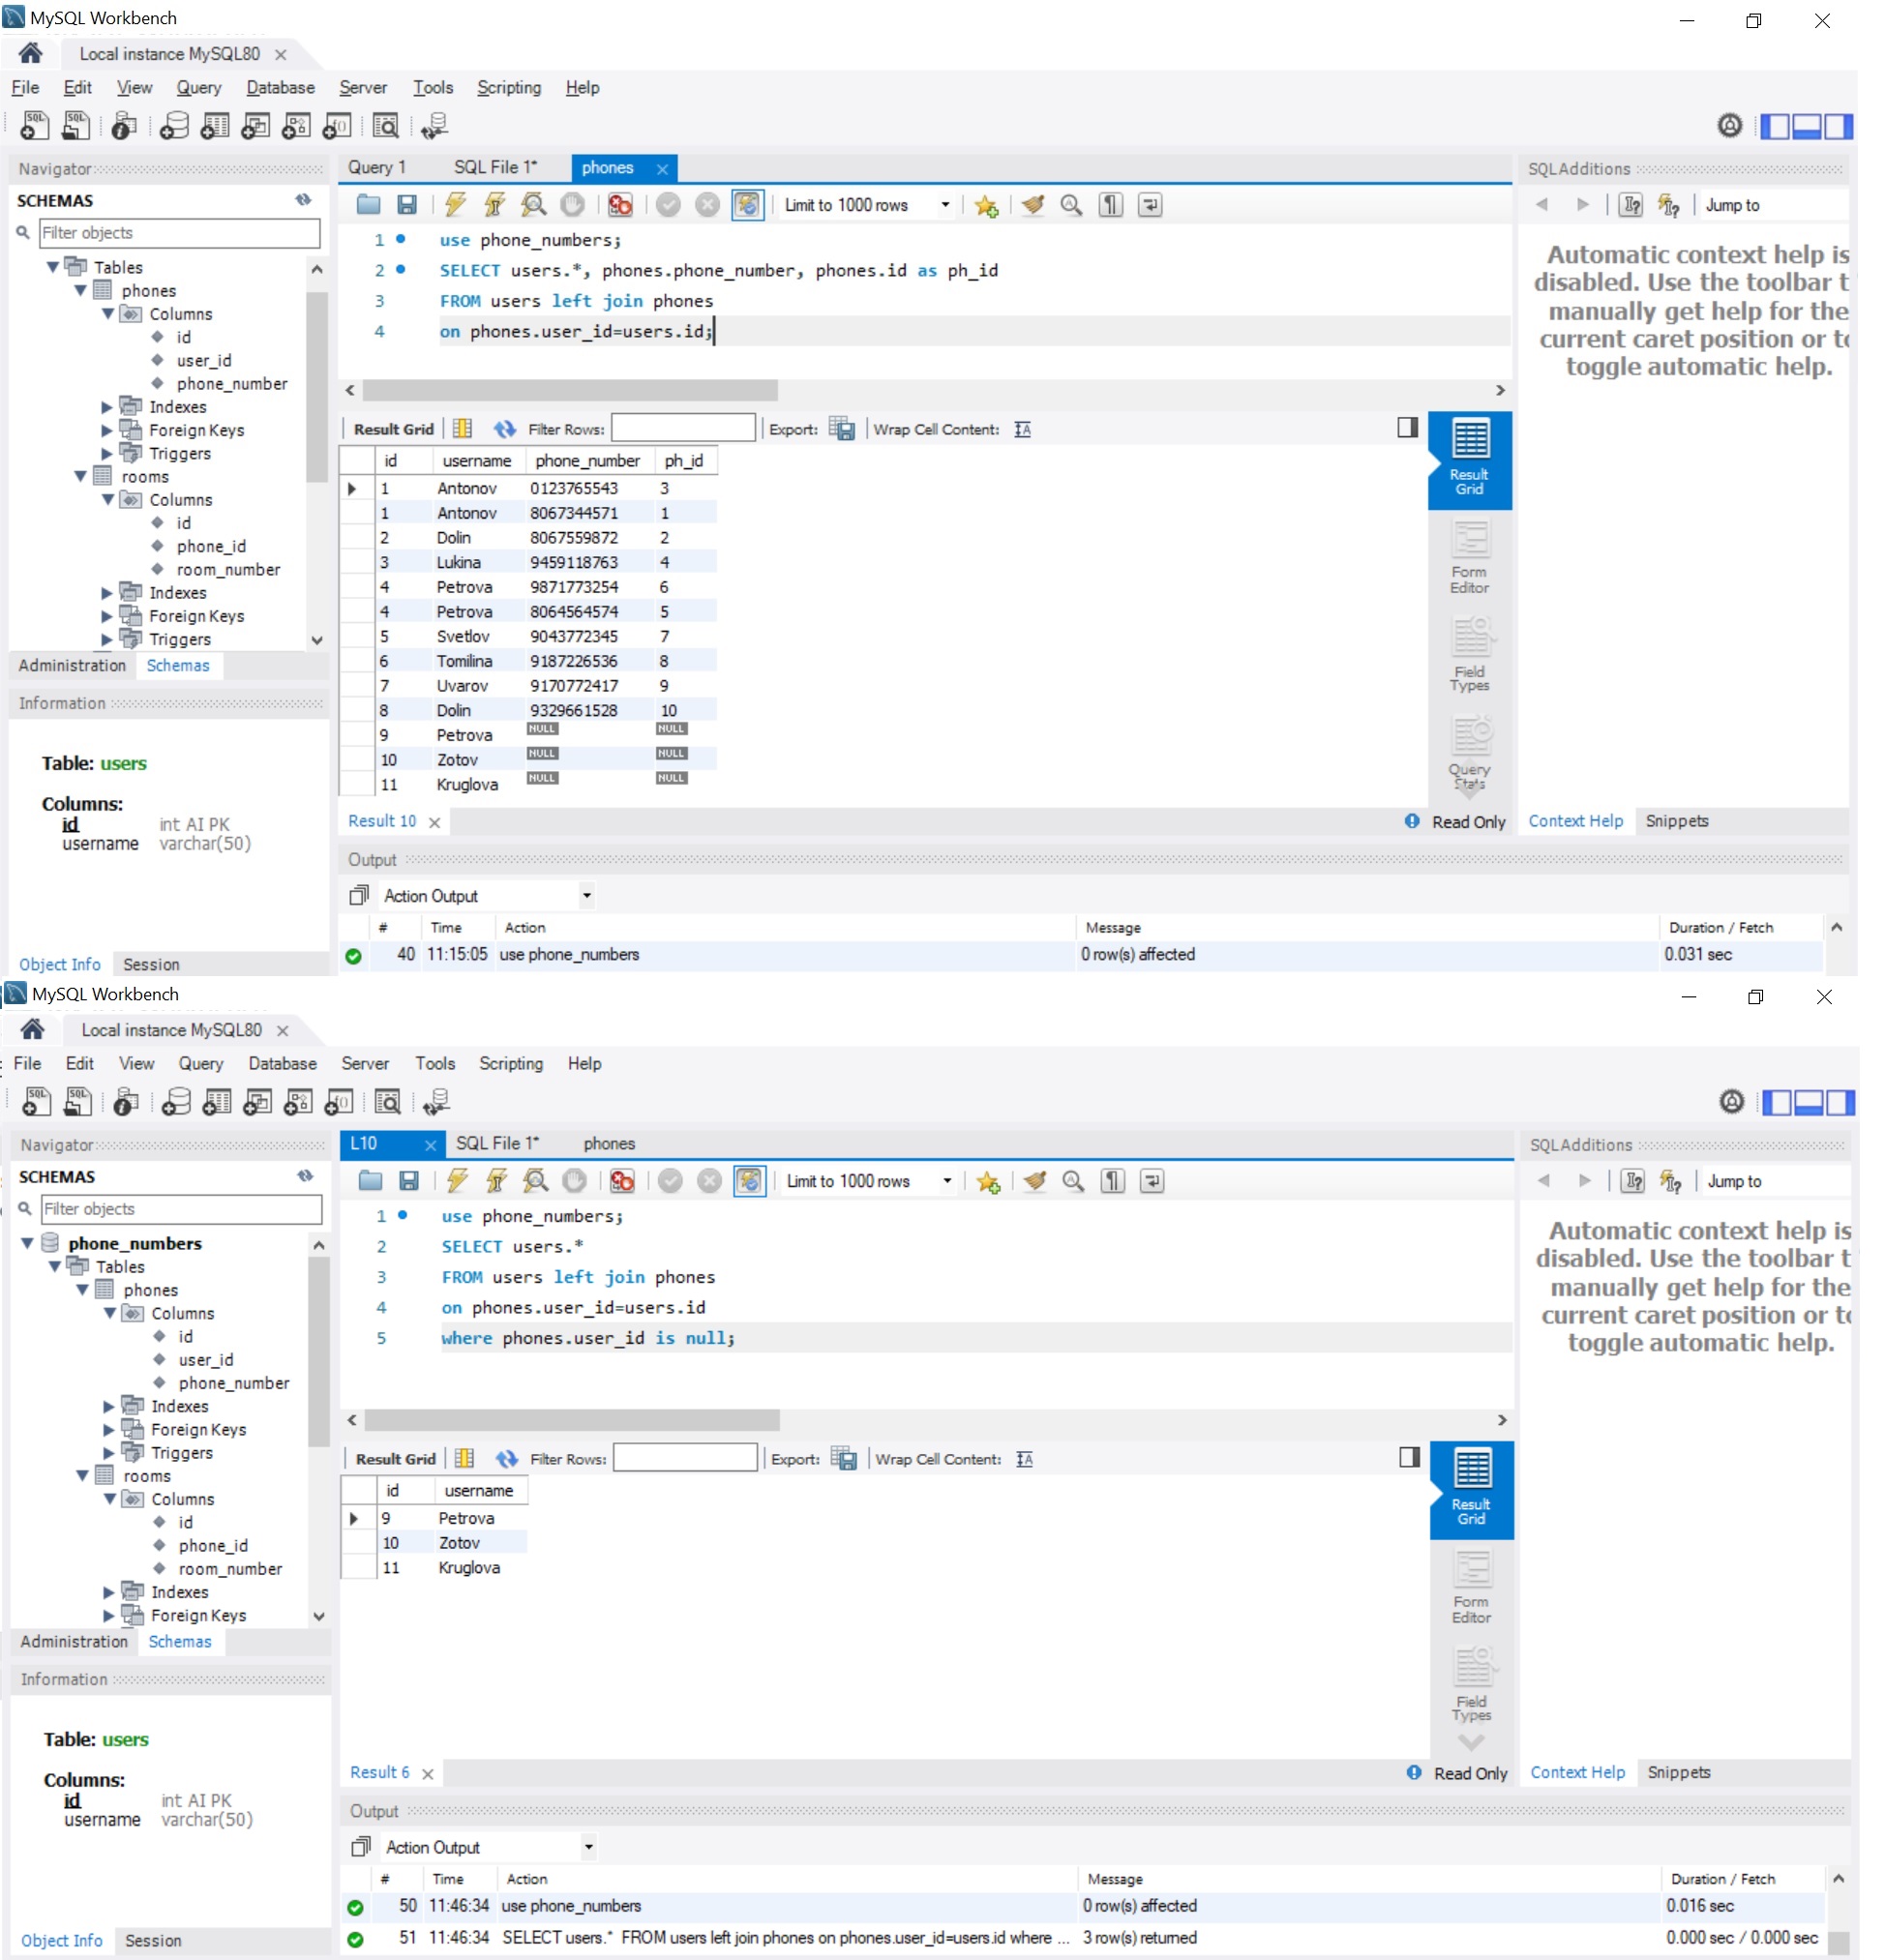 MySQL Workbench
Local instance MySQL80
File Edit View Query Database Server Tools Scripting Help
Navigator
SCHEMAS
Filter objects
Tables
phones
Columns
id
user_id
phone_number
Indexes
Foreign Keys
Triggers
rooms
Columns
id
phone_id
room_number
Indexes
Foreign Keys
Triggers
Administration Schemas
Information
Table: users
Columns:
id int AI PK
username varchar(50)
Object Info Session
Query 1 SQL File 1* phones
Limit to 1000 rows
1 use phone_numbers;
2 SELECT users.*, phones.phone_number, phones.id as ph_id
3 FROM users left join phones
4 on phones.user_id=users.id;
Result Grid Filter Rows: Export: Wrap Cell Content:
id username phone_number ph_id
1 Antonov 0123765543 3
1 Antonov 8067344571 1
2 Dolin 8067559872 2
3 Lukina 9459118763 4
4 Petrova 9871773254 6
4 Petrova 8064564574 5
5 Svetlov 9043772345 7
6 Tomilina 9187226536 8
7 Uvarov 9170772417 9
8 Dolin 9329661528 10
9 Petrova NULL NULL
10 Zotov NULL NULL
11 Kruglova NULL NULL
Result Grid
Form Editor
Field Types
Query Stats
Result 10 Read Only
SQLAdditions
Jump to
Automatic context help is
disabled. Use the toolbar t
manually get help for the
current caret position or to
toggle automatic help.
Context Help Snippets
Output
Action Output
# Time Action Message Duration / Fetch
40 11:15:05 use phone_numbers 0 row(s) affected 0.031 sec
MySQL Workbench
Local instance MySQL80
File Edit View Query Database Server Tools Scripting Help
Navigator
SCHEMAS
Filter objects
phone_numbers
Tables
phones
Columns
id
user_id
phone_number
Indexes
Foreign Keys
Triggers
rooms
Columns
id
phone_id
room_number
Indexes
Foreign Keys
Administration Schemas
Information
Table: users
Columns:
id int AI PK
username varchar(50)
Object Info Session
L10 SQL File 1* phones
Limit to 1000 rows
1 use phone_numbers;
2 SELECT users.*
3 FROM users left join phones
4 on phones.user_id=users.id
5 where phones.user_id is null;
Result Grid Filter Rows: Export: Wrap Cell Content:
id username
9 Petrova
10 Zotov
11 Kruglova
Result Grid
Form Editor
Field Types
Result 6 Read Only
SQLAdditions
Jump to
Automatic context help is
disabled. Use the toolbar t
manually get help for the
current caret position or to
toggle automatic help.
Context Help Snippets
Output
Action Output
# Time Action Message Duration / Fetch
50 11:46:34 use phone_numbers 0 row(s) affected 0.016 sec
51 11:46:34 SELECT users.* FROM users left join phones on phones.user_id=users.id where ... 3 row(s) returned 0.000 sec / 0.000 sec